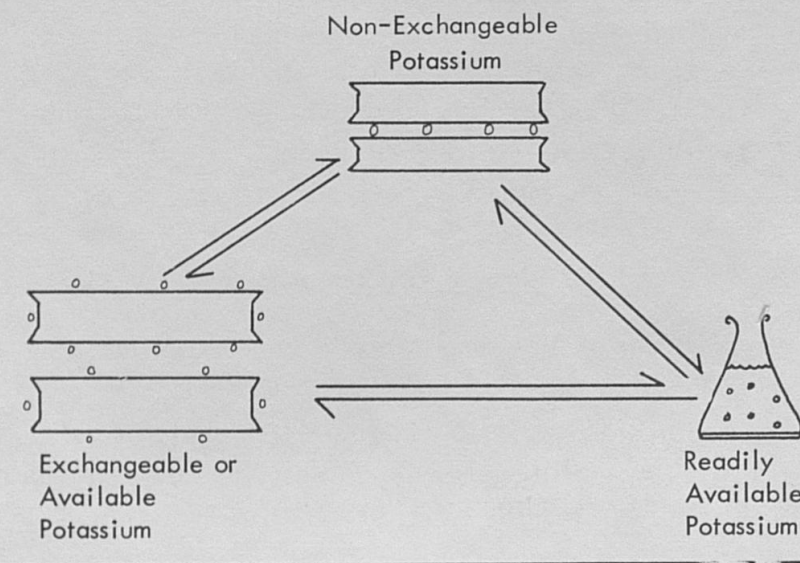 Non-Exchangeable
Potassium
Exchangeable or
Available
Potassium
Readily
Available
Potassium